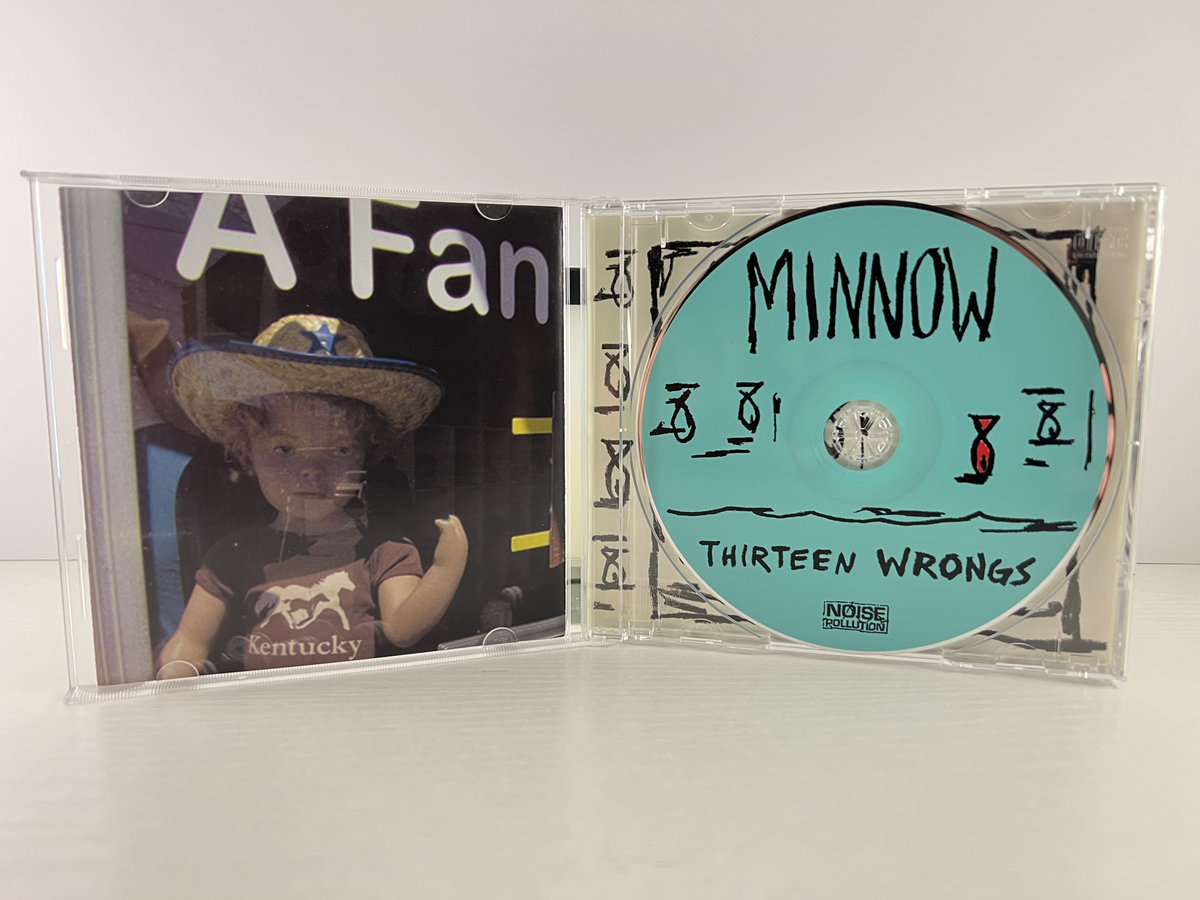 A Fan
Kentucky
MINNOW
THIRTEEN WRONGS
NOISE
POLLUTION